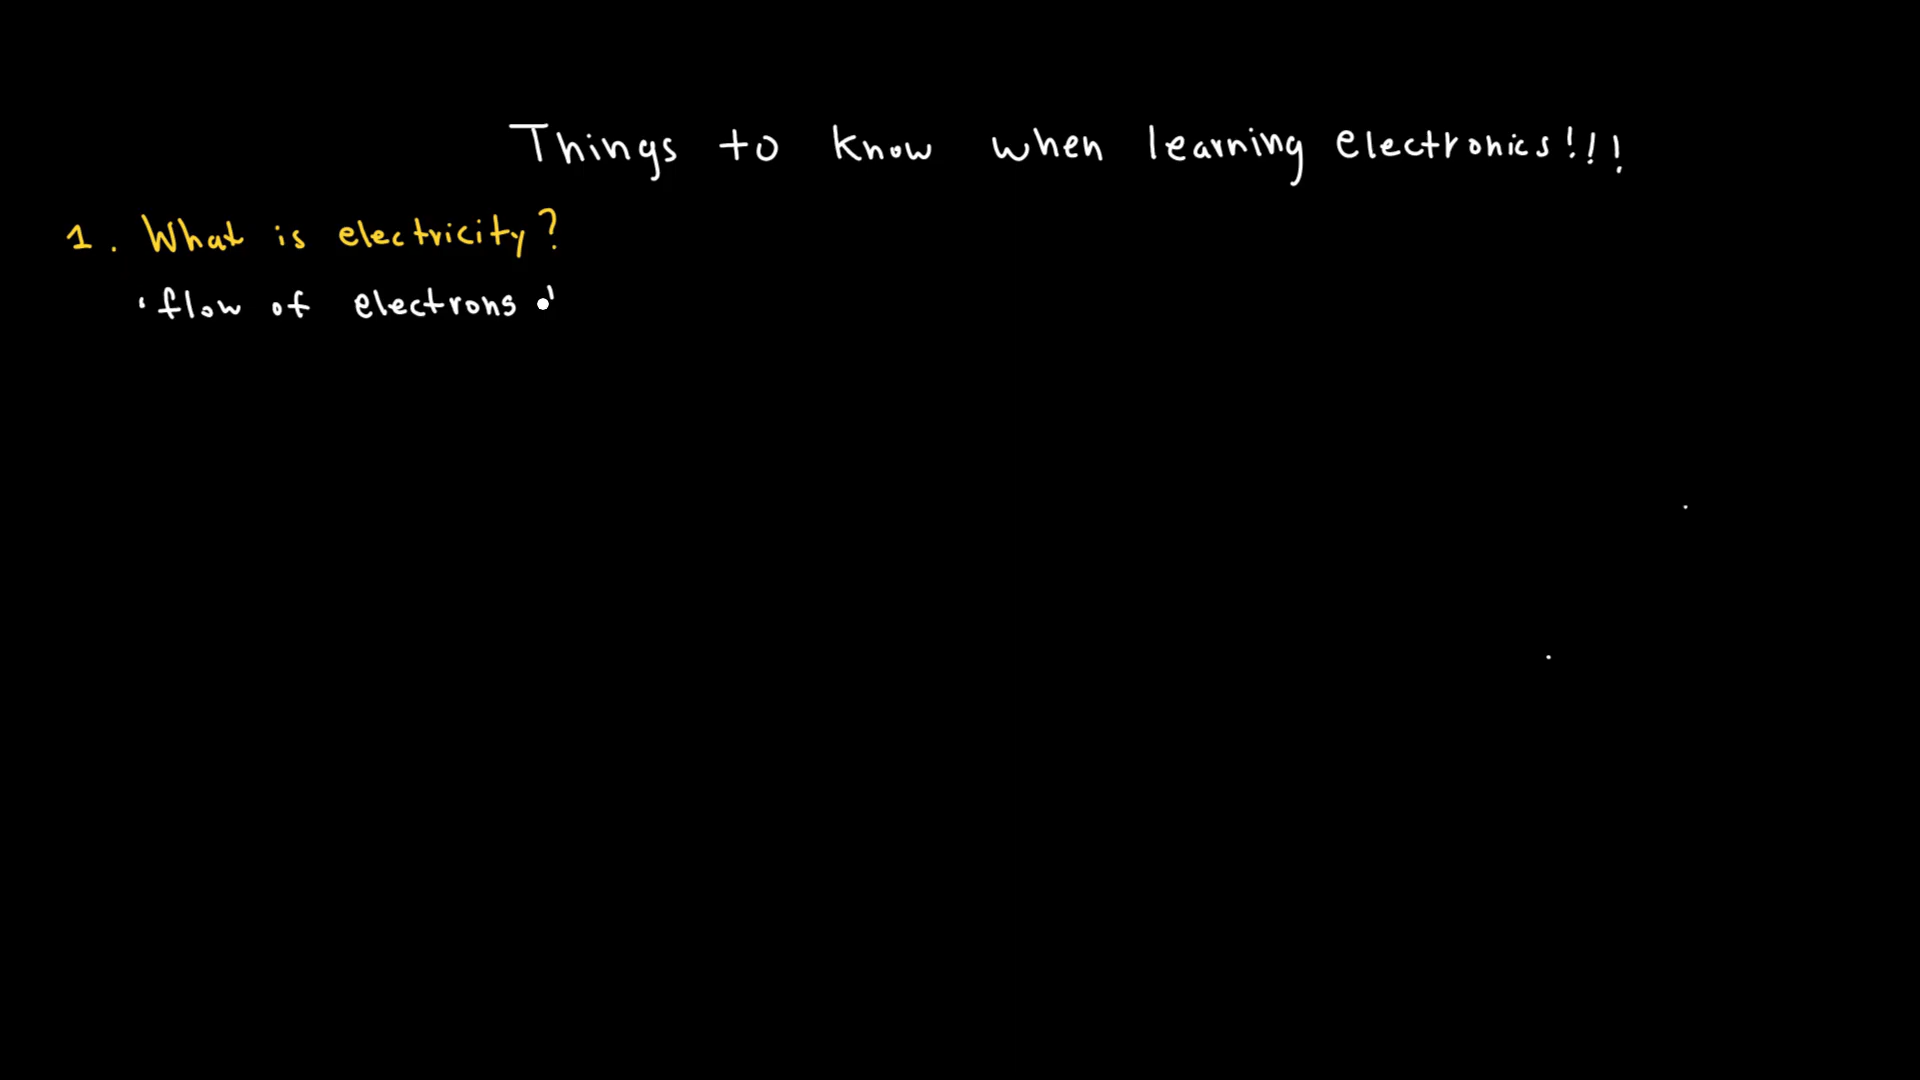 Things to know when learning electronics!!!
1. What is electricity?
'flow of electrons'